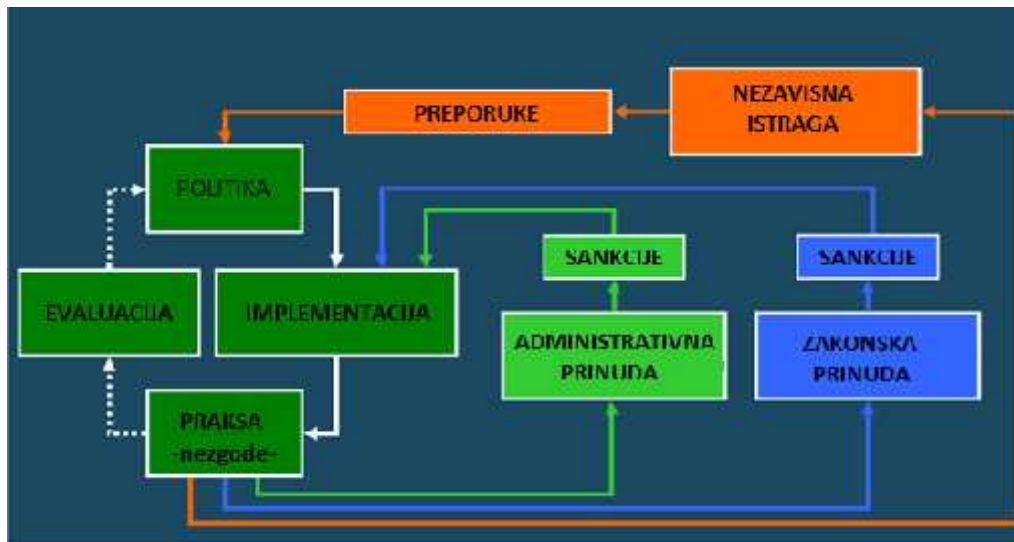 NEZAVISNA
ISTRAGA
PREPORUKE
POLITIKA
SANKCIJE
SANKCIJE
EVALUACIJA
IMPLEMENTACIJA
ADMINISTRATIVNA
PRINUDA
ZAKONSKA
PRINUDA
PRAKSA
-nezgode-